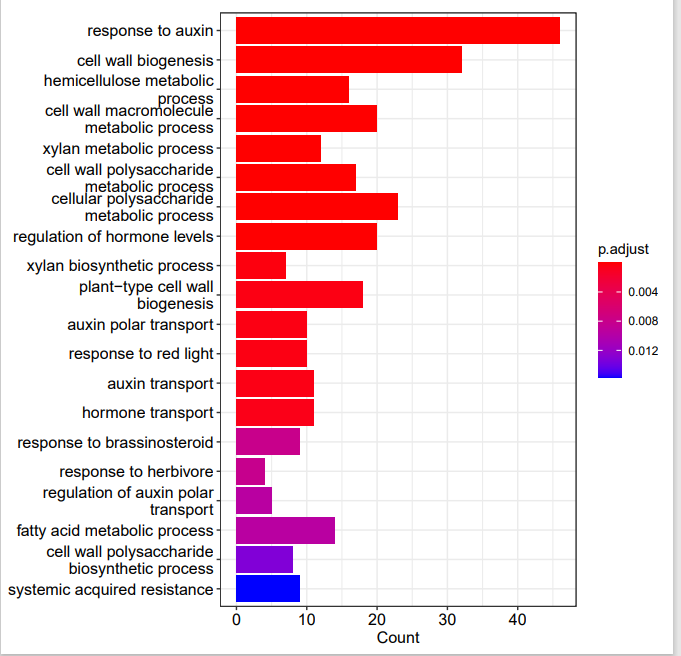 response to auxin
cell wall biogenesis
hemicellulose metabolic
process
cell wall macromolecule
metabolic process
xylan metabolic process
cell wall polysaccharide
metabolic process
cellular polysaccharide
metabolic process
regulation of hormone levels
xylan biosynthetic process
plant−type cell wall
biogenesis
auxin polar transport
response to red light
auxin transport
hormone transport
response to brassinosteroid
response to herbivore
regulation of auxin polar
transport
fatty acid metabolic process
cell wall polysaccharide
biosynthetic process
systemic acquired resistance
0 10 20 30 40
Count
p.adjust
0.004
0.008
0.012